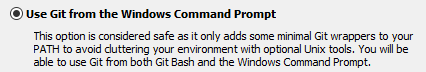 Use Git from the Windows Command Prompt
This option is considered safe as it only adds some minimal Git wrappers to your
PATH to avoid cluttering your environment with optional Unix tools. You will be
able to use Git from both Git Bash and the Windows Command Prompt.